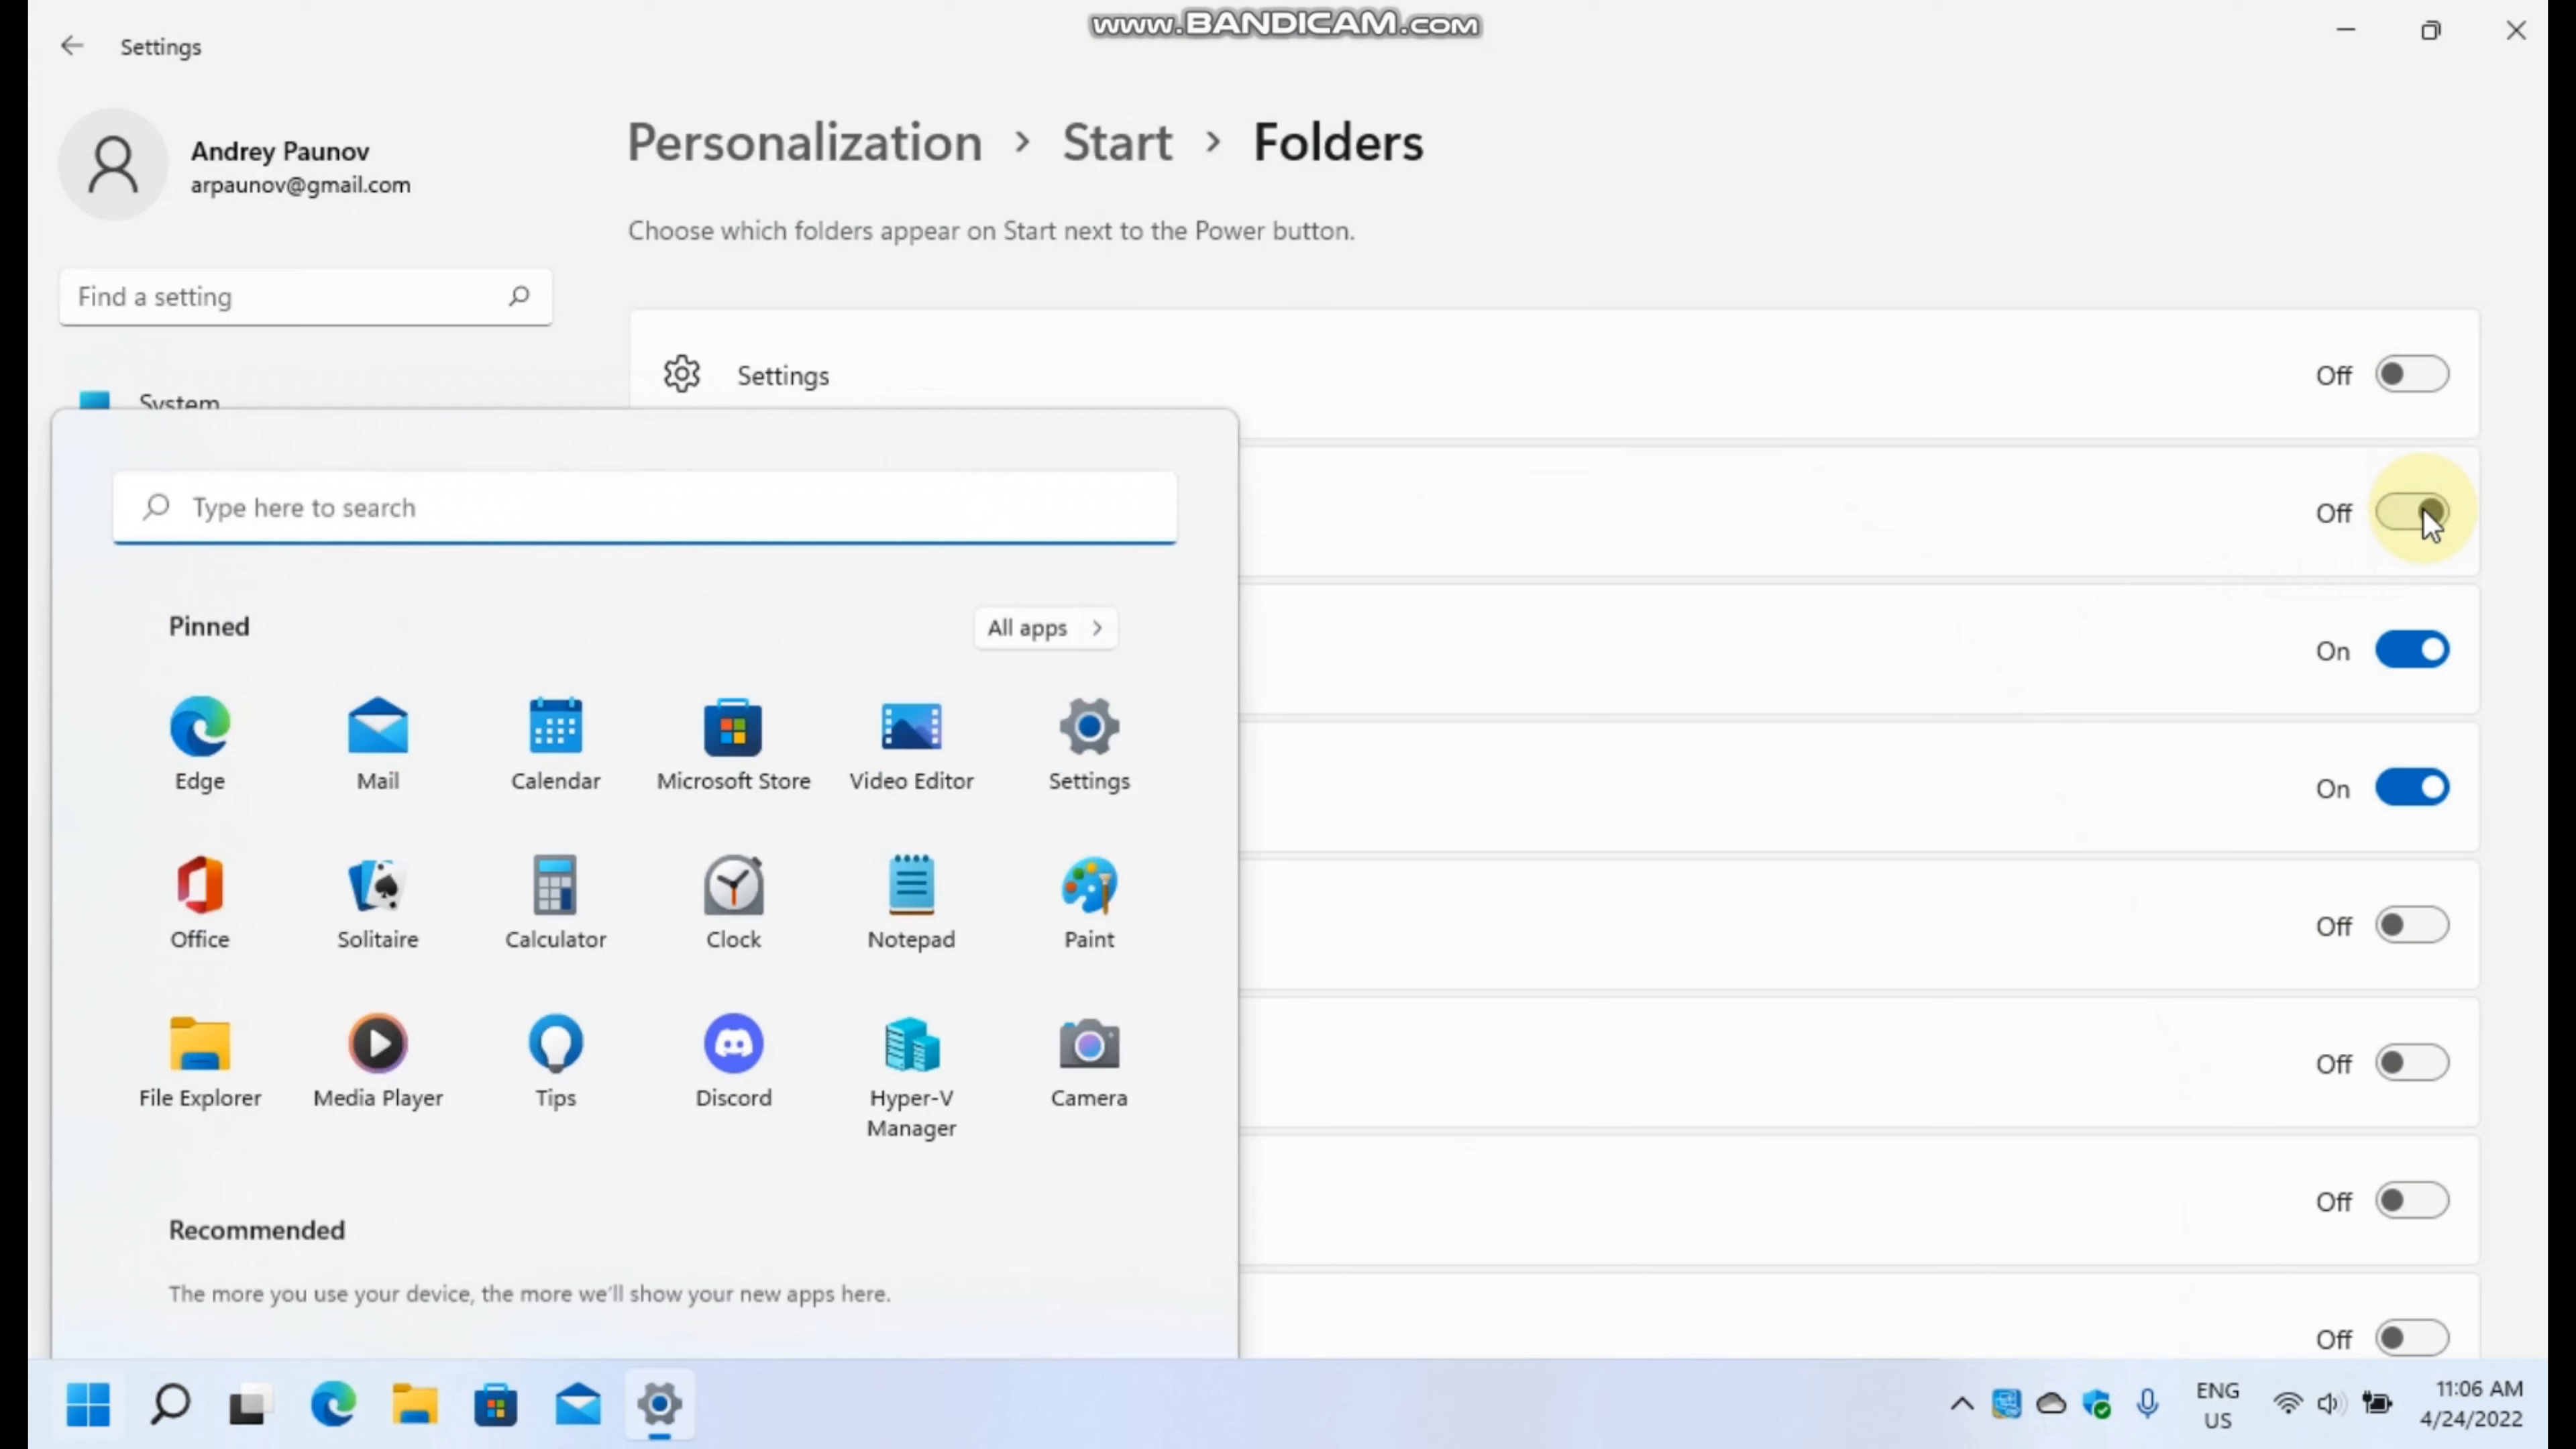 www.BANDICAM.com
Settings
Andrey Paunov
arpaunov@gmail.com
Find a setting
System
Personalization > Start > Folders
Choose which folders appear on Start next to the Power button.
Settings
Off
Off
On
On
Off
Off
Off
Off
Type here to search
Pinned
All apps >
Edge
Mail
Calendar
Microsoft Store
Video Editor
Settings
Office
Solitaire
Calculator
Clock
Notepad
Paint
File Explorer
Media Player
Tips
Discord
Hyper-V
Manager
Camera
Recommended
The more you use your device, the more we'll show your new apps here.
ENG
US
11:06 AM
4/24/2022